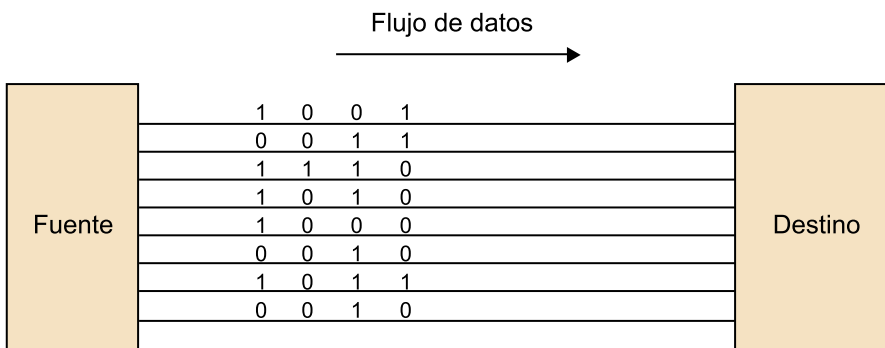 Flujo de datos
1 0 0 1
0 0 1 1
1 1 1 0
1 0 1 0
Fuente 1 0 0 0 Destino
0 0 1 0
1 0 1 1
0 0 1 0